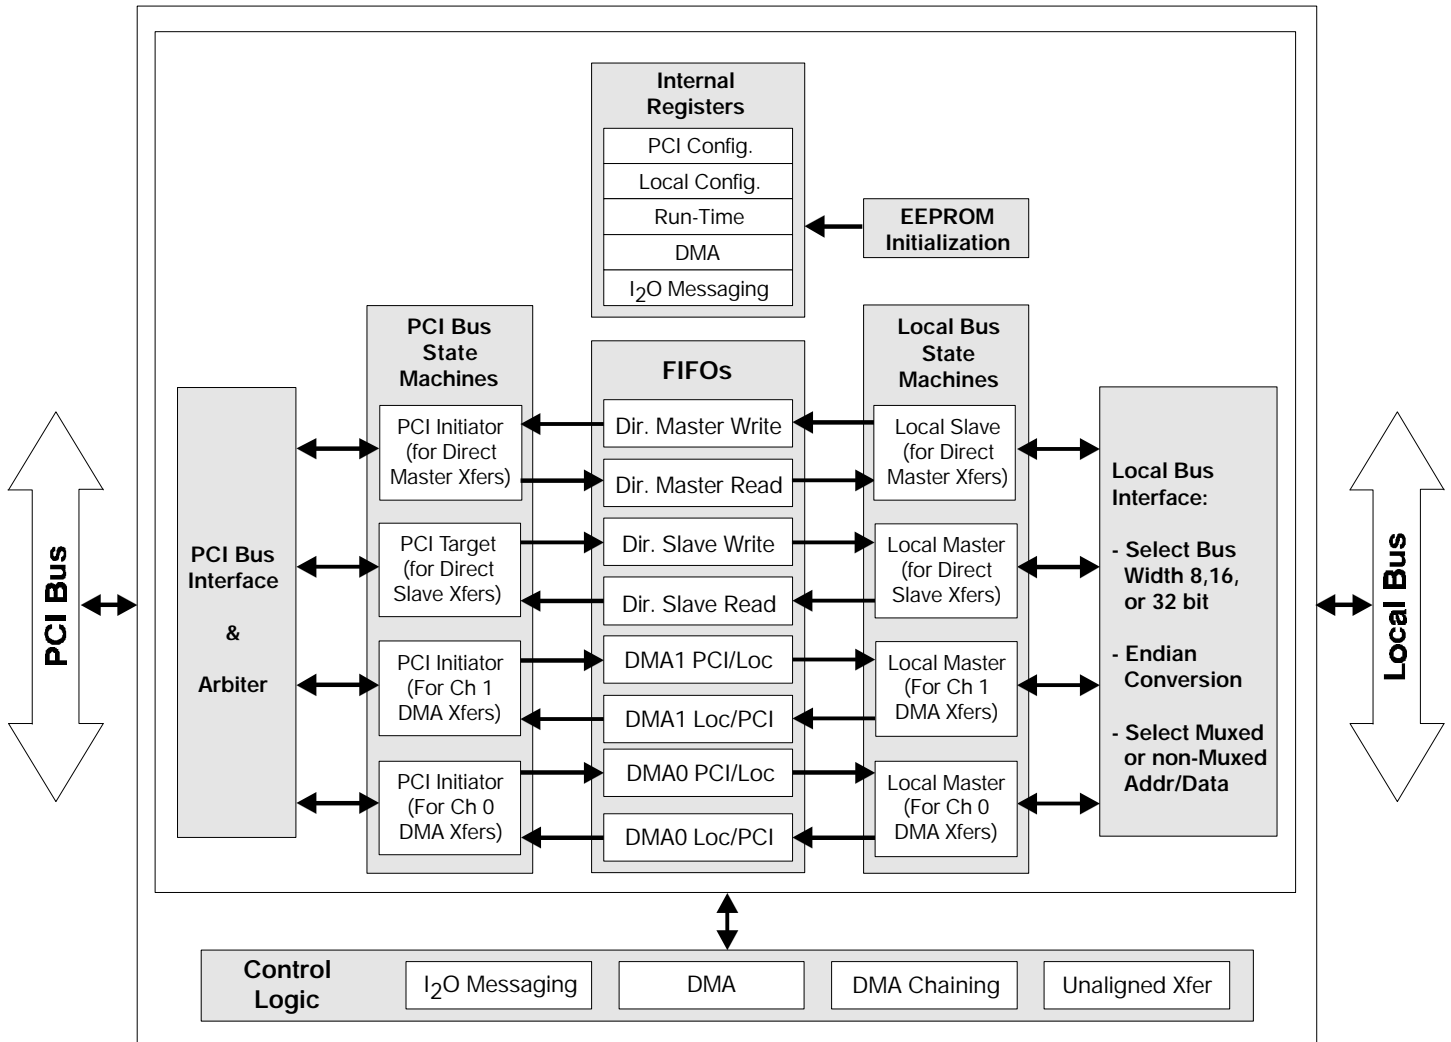 Internal
Registers
PCI Config.
Local Config.
Run-Time
DMA
I2O Messaging
EEPROM
Initialization
PCI Bus
State
Machines
PCI Initiator
(for Direct
Master Xfers)
PCI Target
(for Direct
Slave Xfers)
PCI Initiator
(For Ch 1
DMA Xfers)
PCI Initiator
(For Ch 0
DMA Xfers)
FIFOs
Dir. Master Write
Dir. Master Read
Dir. Slave Write
Dir. Slave Read
DMA1 PCI/Loc
DMA1 Loc/PCI
DMA0 PCI/Loc
DMA0 Loc/PCI
Local Bus
State
Machines
Local Slave
(for Direct
Master Xfers)
Local Master
(for Direct
Slave Xfers)
Local Master
(For Ch 1
DMA Xfers)
Local Master
(For Ch 0
DMA Xfers)
PCI Bus
PCI Bus
Interface
&
Arbiter
Local Bus
Interface:
- Select Bus
Width 8,16,
or 32 bit
- Endian
Conversion
- Select Muxed
or non-Muxed
Addr/Data
Local Bus
Control
Logic
I2O Messaging
DMA
DMA Chaining
Unaligned Xfer